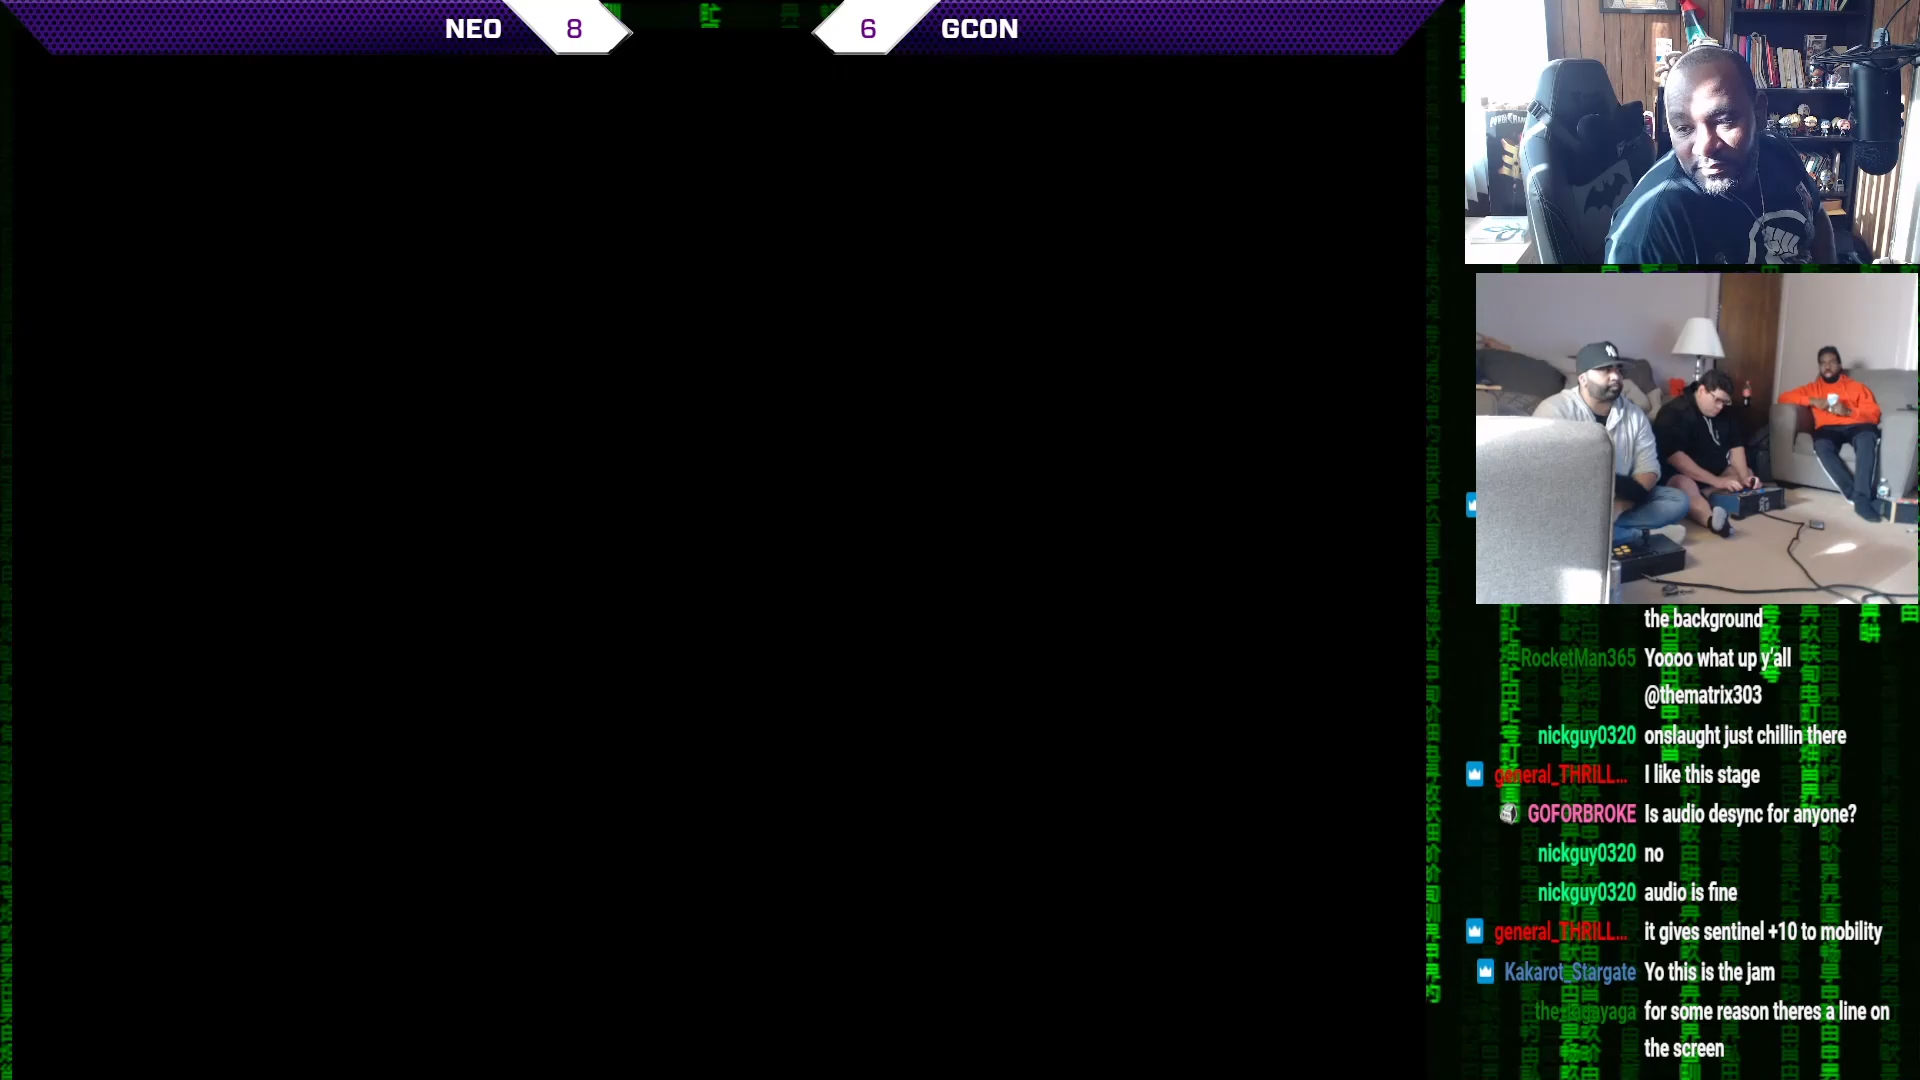 NEO 8 6 GCON
the background
RocketMan365 Yoooo what up y'all
@thematrix303
nickguy0320 onslaught just chillin there
general_THRILL... I like this stage
GOFORBROKE Is audio desync for anyone?
nickguy0320 no
nickguy0320 audio is fine
general_THRILL... it gives sentinel +10 to mobility
Kakarot_Stargate Yo this is the jam
for some reason theres a line on
the screen